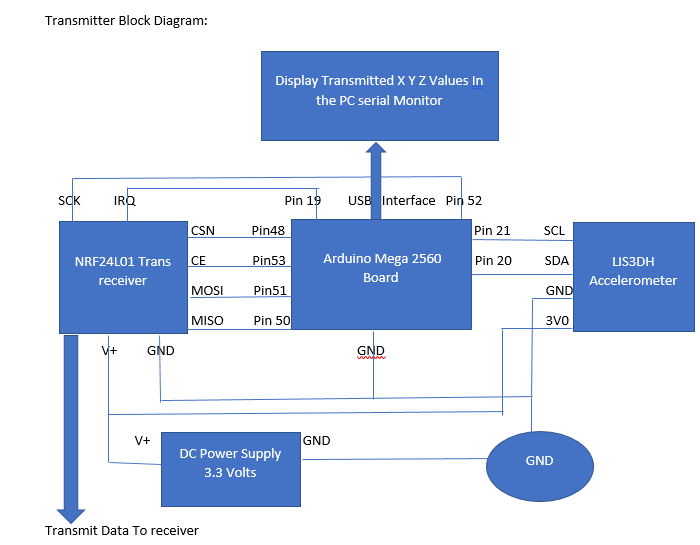 Transmitter Block Diagram:
Display Transmitted X Y Z Values In
the PC serial Monitor
SCK
IRQ
Pin 19
USB Interface
Pin 52
CSN
Pin48
Pin 21
SCL
NRF24L01 Trans
receiver
CE
Pin53
Arduino Mega 2560
Board
Pin 20
SDA
LIS3DH
Accelerometer
MOSI
Pin51
GND
MISO
Pin 50
3V0
V+
GND
GND
V+
DC Power Supply
3.3 Volts
GND
GND
Transmit Data To receiver